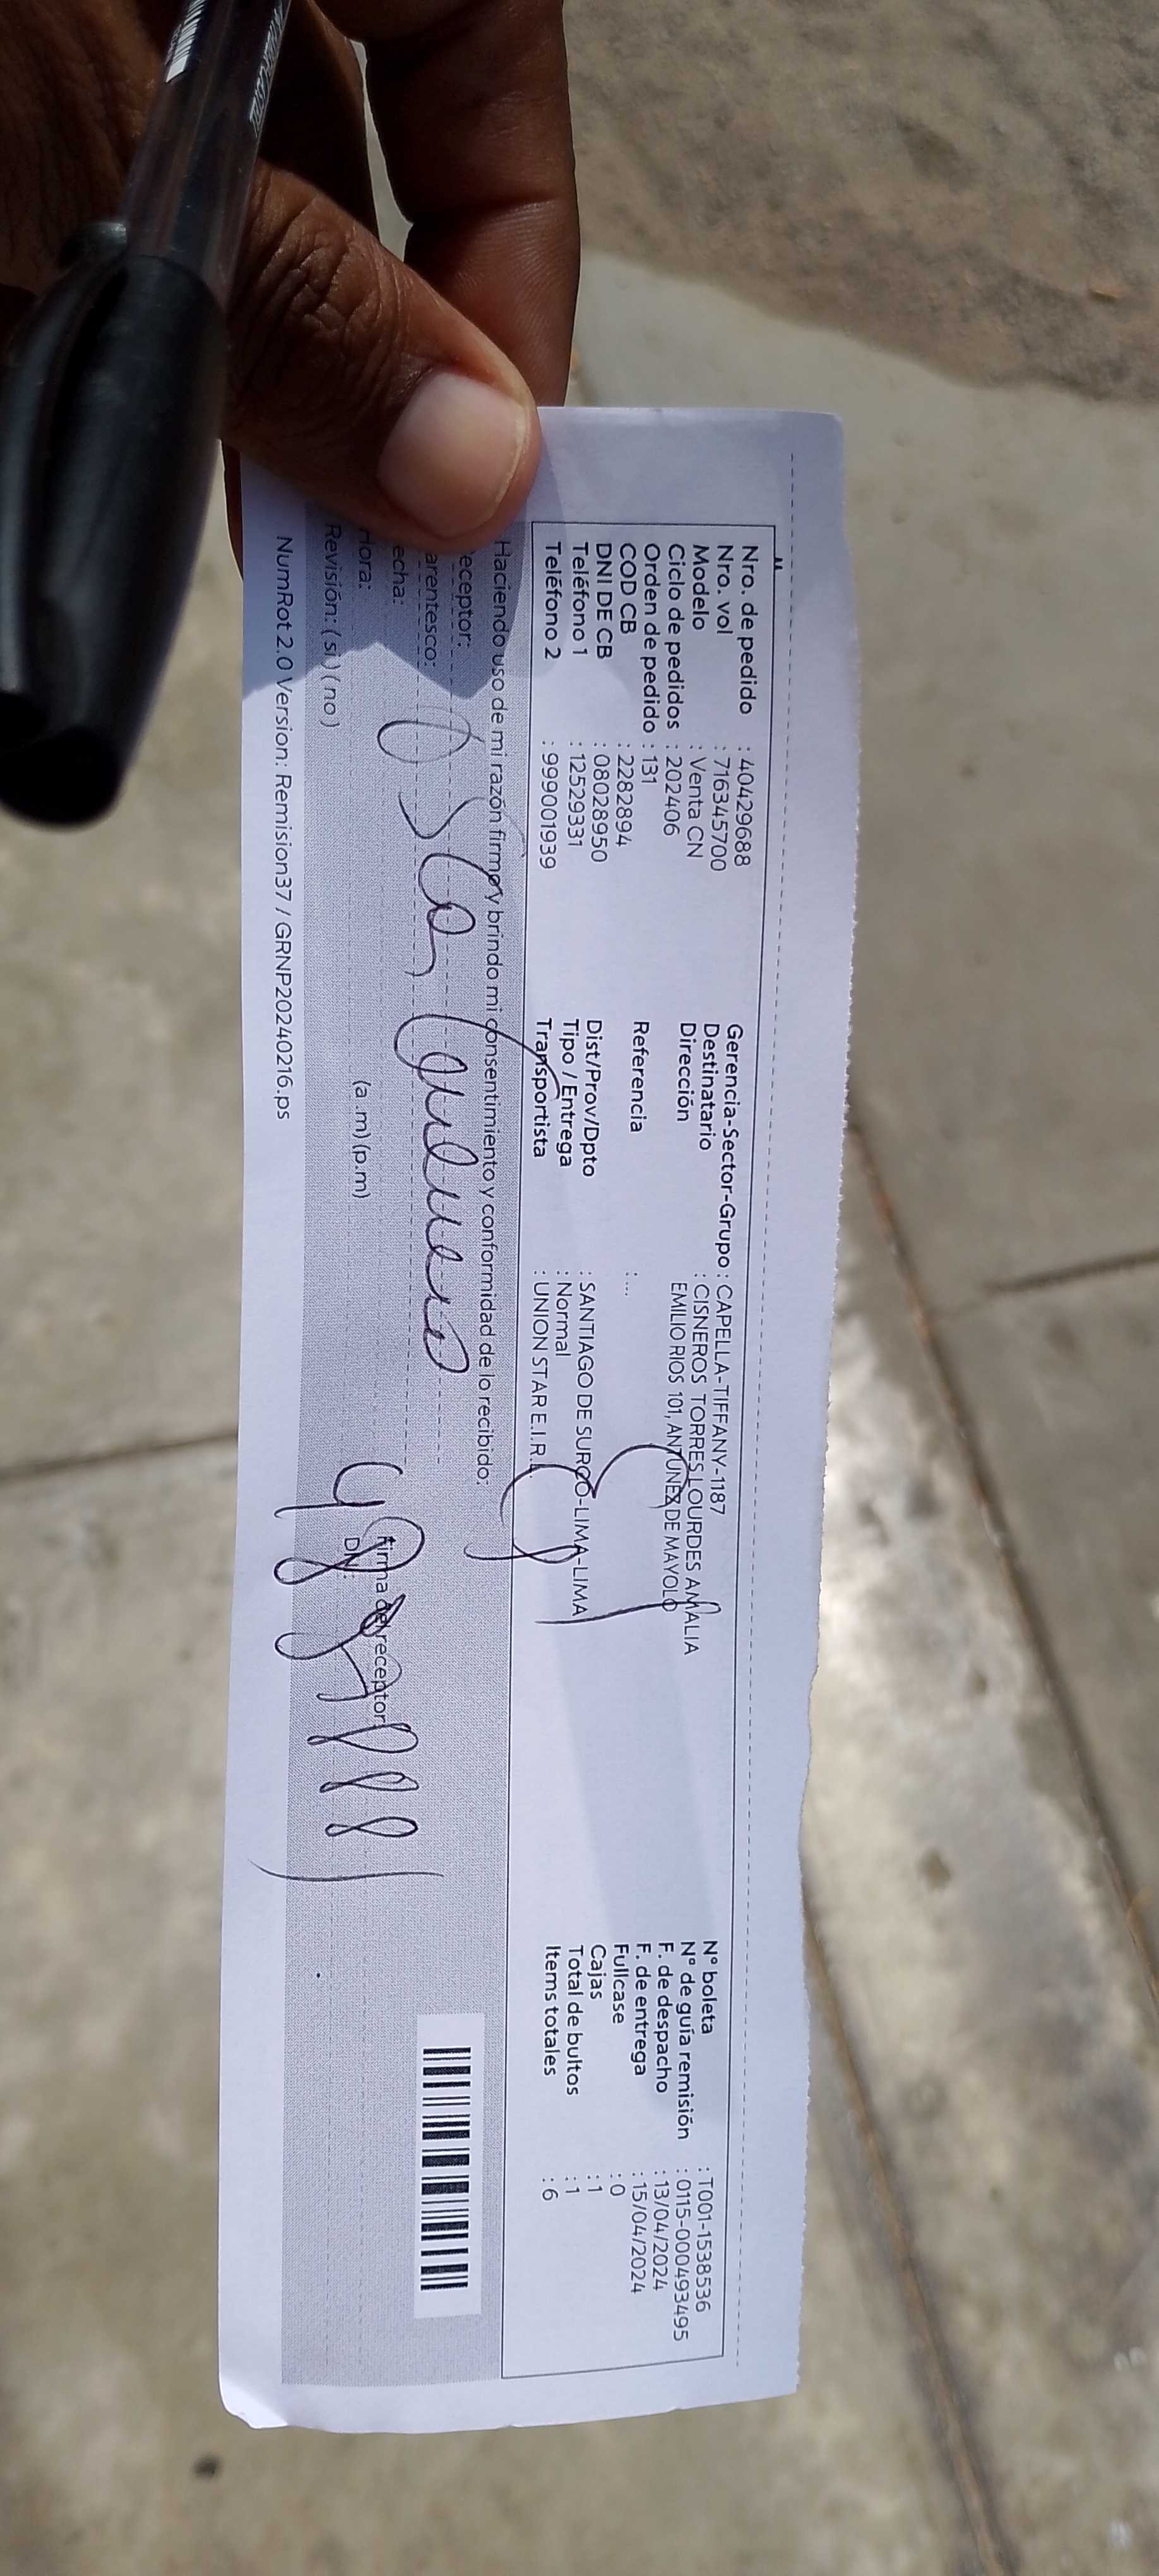 Nro. de pedido : 40429688
Nro. vol : 716345700
Modelo : Venta CN
Ciclo de pedidos : 202406
Orden de pedido : 131
COD CB : 2282894
DNI DE CB : 08028950
Teléfono 1 : 12529331
Teléfono 2 : 999001939
Gerencia-Sector-Grupo : CAPELLA-TIFFANY-1187
Destinatario : CISNEROS TORRES LOURDES AMALIA
Dirección EMILIO RIOS 101, ANTUNEZ DE MAYOLO
Referencia : ....
Dist/Prov/Dpto : SANTIAGO DE SURCO-LIMA-LIMA
Tipo / Entrega : Normal
Transportista : UNION STAR E.I.R.L.
N° boleta : T001-1538536
N° de guía remisión : 0115-000493495
F. de despacho : 13/04/2024
F. de entrega : 15/04/2024
Fullcase : 0
Cajas : 1
Total de bultos : 1
Items totales : 6
Haciendo uso de mi razón firmo y brindo mi consentimiento y conformidad de lo recibido:
eceptor:
arentesco:
echa:
Hora: (a .m) (p.m)
Revisión: ( si ) ( no )
Firma del receptor
DNI:
NumRot 2.0 Version: Remision37 / GRNP20240216.ps